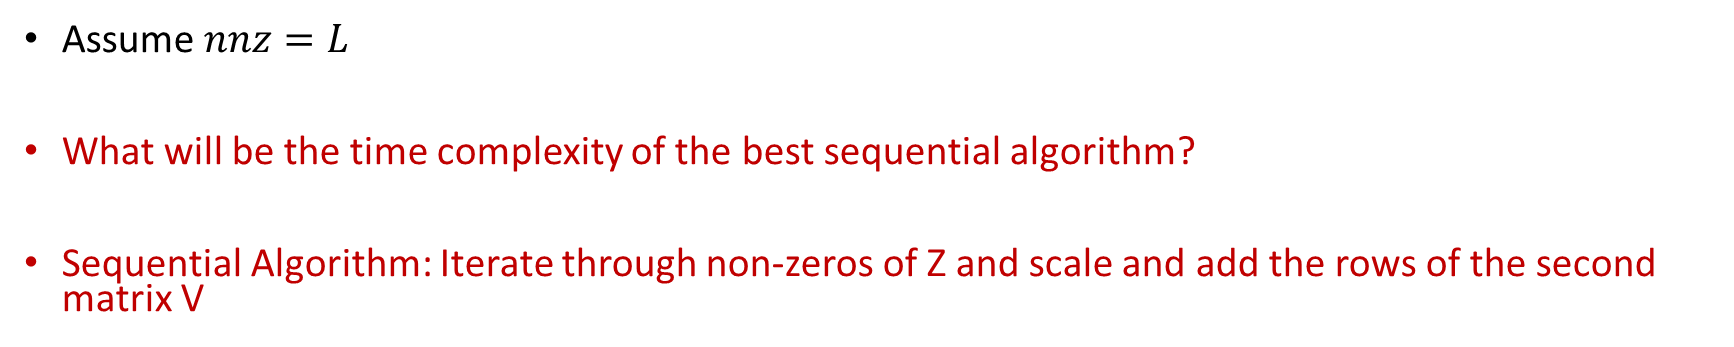 • Assume nnz = L
• What will be the time complexity of the best sequential algorithm?
• Sequential Algorithm: Iterate through non-zeros of Z and scale and add the rows of the second
matrix V